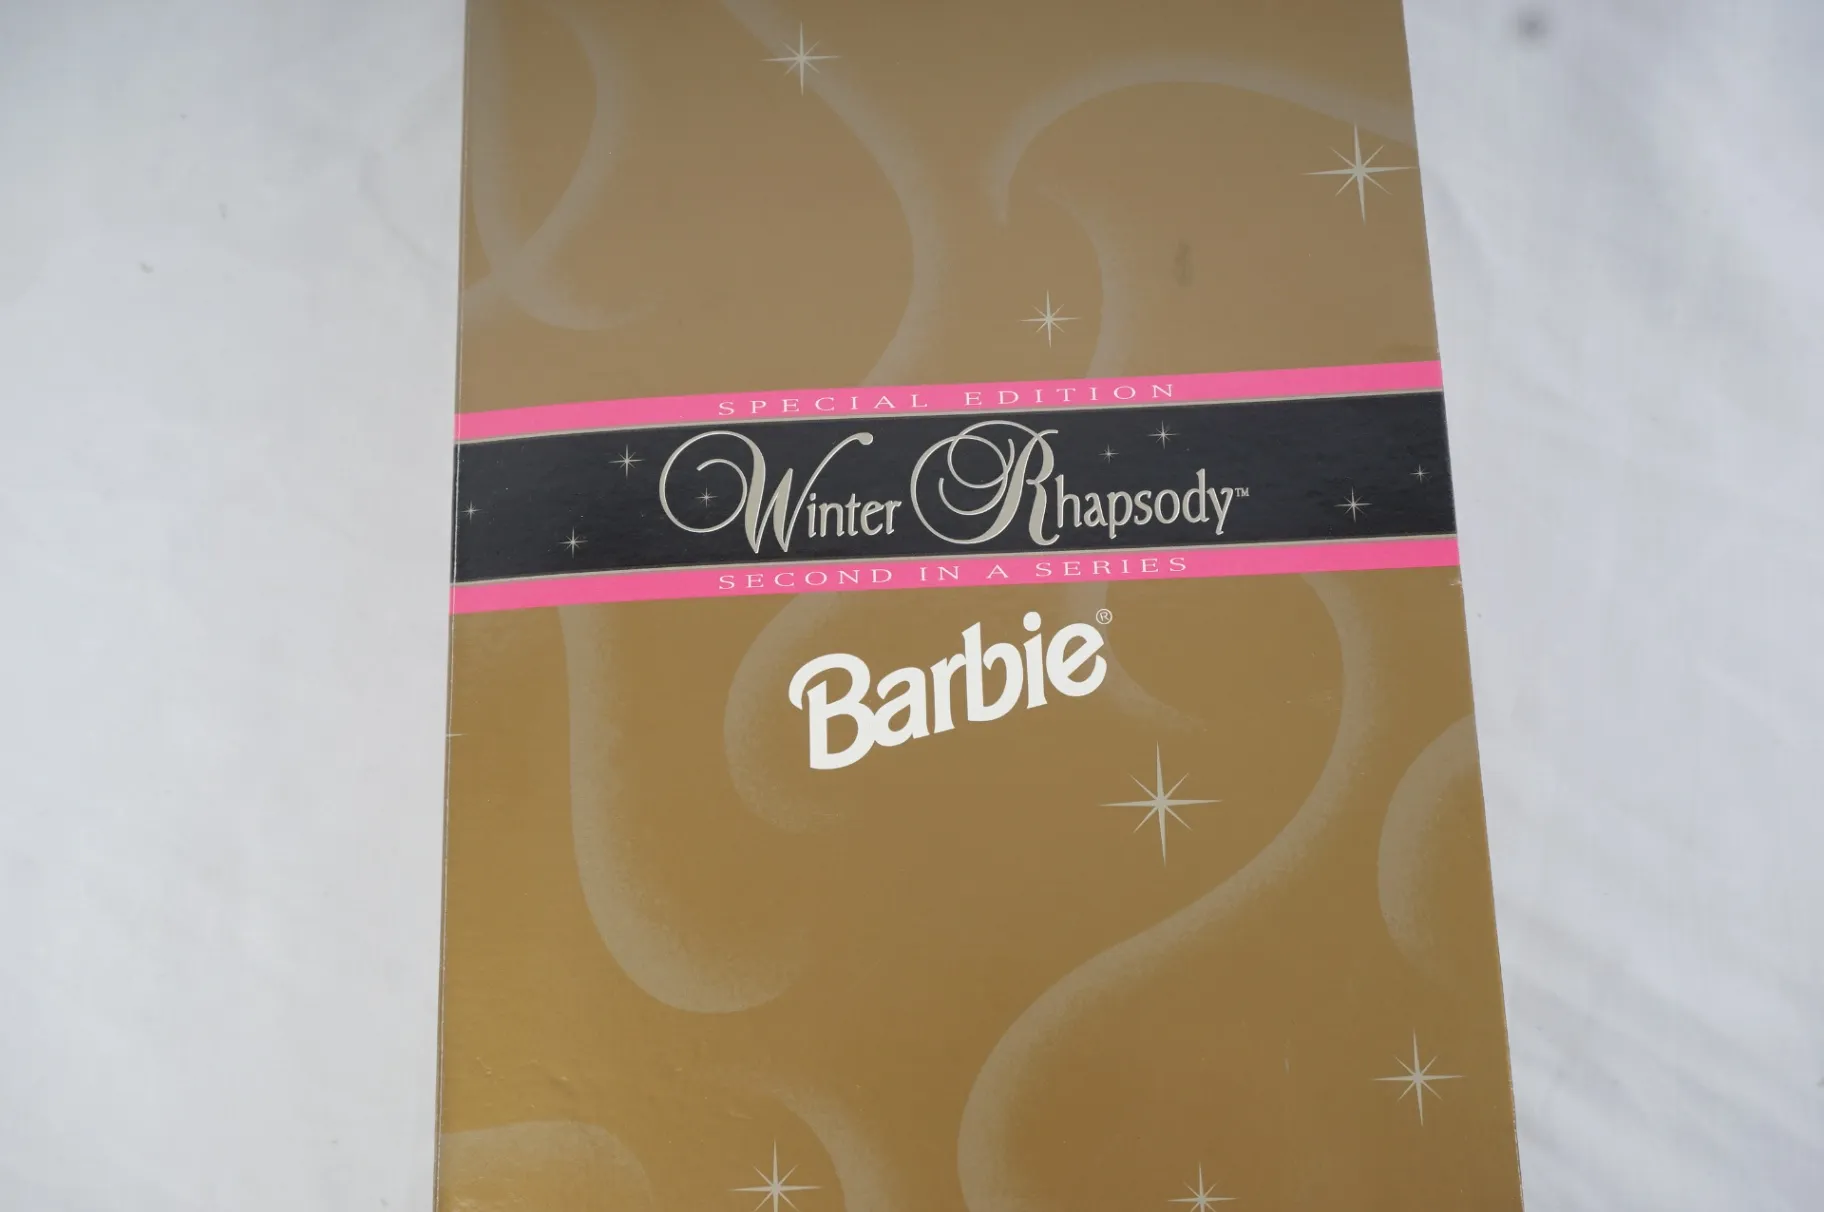 SPECIAL EDITION
Winter Rhapsody™
SECOND IN A SERIES
Barbie®